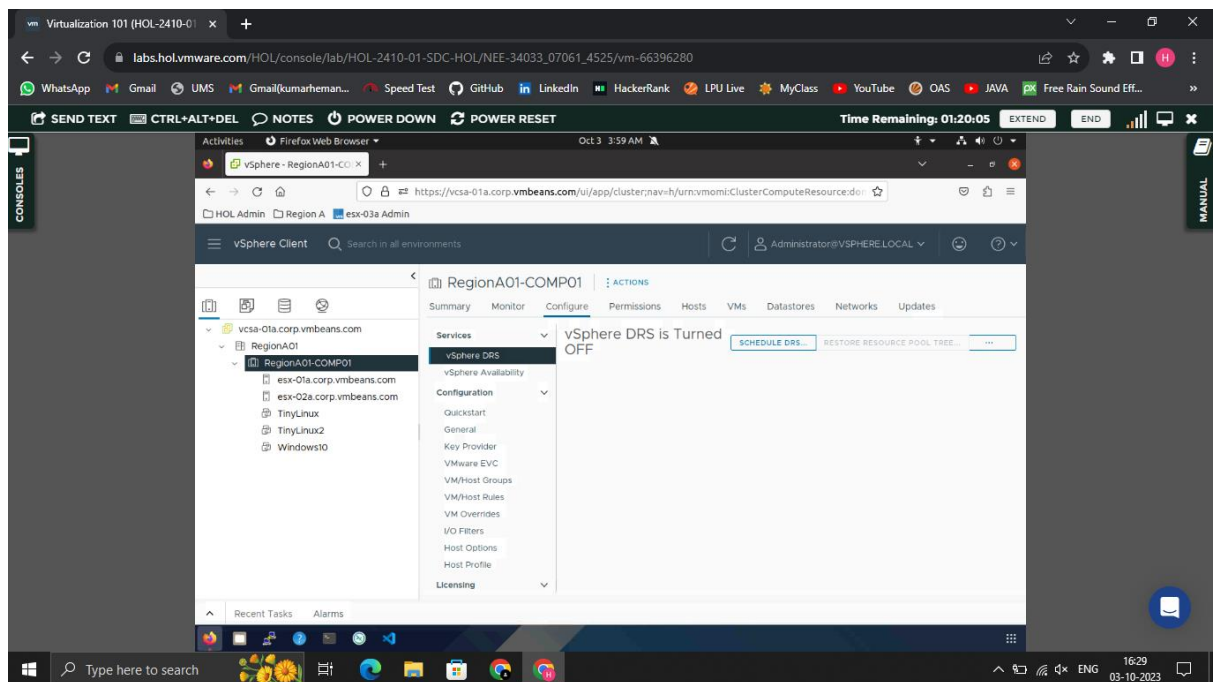 Virtualization 101 (HOL-2410-01
labs.hol.vmware.com/HOL/console/lab/HOL-2410-01-SDC-HOL/NEE-34033_07061_4525/vm-66396280
H
WhatsApp Gmail UMS Gmail(kumarheman... Speed Test GitHub LinkedIn HackerRank LPU Live MyClass YouTube OAS JAVA Free Rain Sound Eff... »
SEND TEXT CTRL+ALT+DEL NOTES POWER DOWN POWER RESET Time Remaining: 01:20:05 EXTEND END
CONSOLES
MANUAL
Activities Firefox Web Browser Oct 3 3:59 AM
vSphere - RegionA01-CO
https://vcsa-01a.corp.vmbeans.com/ui/app/cluster;nav=h/urn:vmomi:ClusterComputeResource:do
HOL Admin Region A esx-03a Admin
vSphere Client Search in all environments Administrator@VSPHERE.LOCAL
RegionA01-COMP01 ACTIONS
Summary Monitor Configure Permissions Hosts VMs Datastores Networks Updates
vcsa-01a.corp.vmbeans.com
RegionA01
RegionA01-COMP01
esx-01a.corp.vmbeans.com
esx-02a.corp.vmbeans.com
TinyLinux
TinyLinux2
Windows10
Services
vSphere DRS
vSphere Availability
Configuration
Quickstart
General
Key Provider
VMware EVC
VM/Host Groups
VM/Host Rules
VM Overrides
I/O Filters
Host Options
Host Profile
Licensing
vSphere DRS is Turned
OFF
SCHEDULE DRS... RESTORE RESOURCE POOL TREE... ...
Recent Tasks Alarms
Type here to search
ENG
16:29
03-10-2023